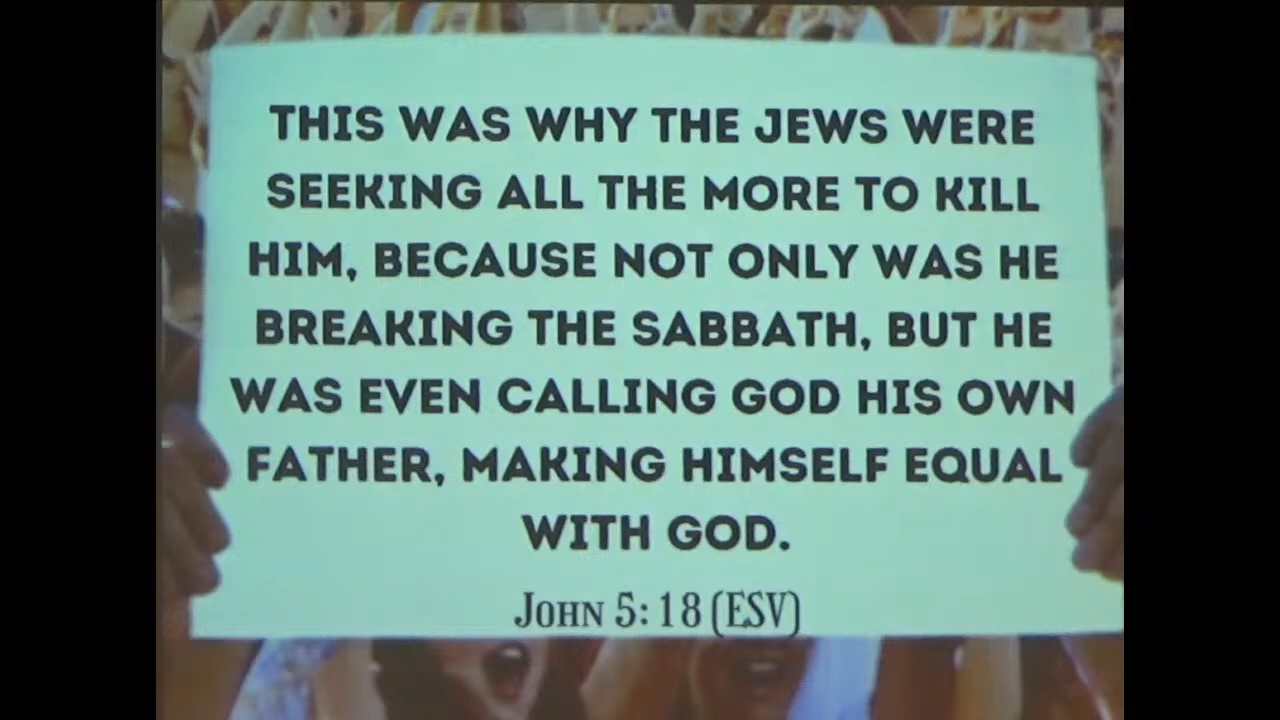 THIS WAS WHY THE JEWS WERE
SEEKING ALL THE MORE TO KILL
HIM, BECAUSE NOT ONLY WAS HE
BREAKING THE SABBATH, BUT HE
WAS EVEN CALLING GOD HIS OWN
FATHER, MAKING HIMSELF EQUAL
WITH GOD.
JOHN 5:18 (ESV)